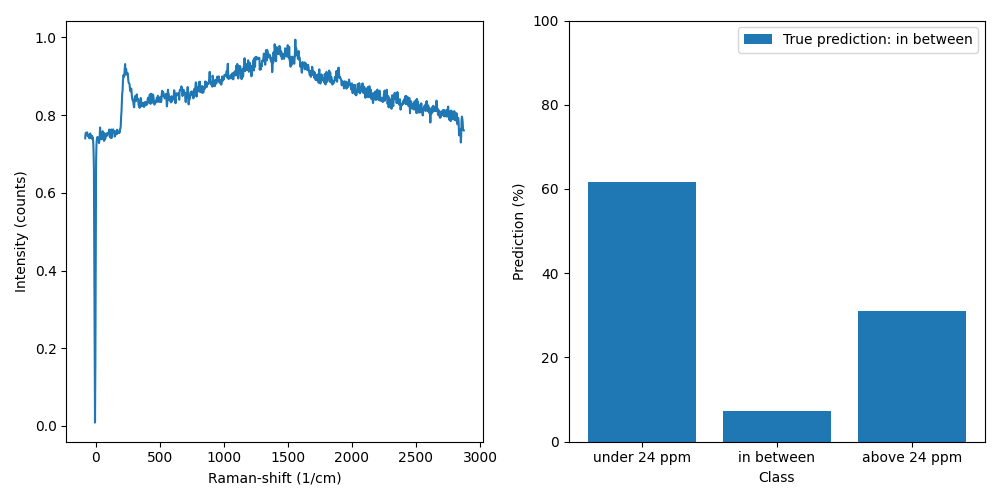 1.0
0.8
0.6
0.4
0.2
0.0
Intensity (counts)
0 500 1000 1500 2000 2500 3000
Raman-shift (1/cm)
100
80
60
40
20
0
Prediction (%)
True prediction: in between
under 24 ppm in between above 24 ppm
Class